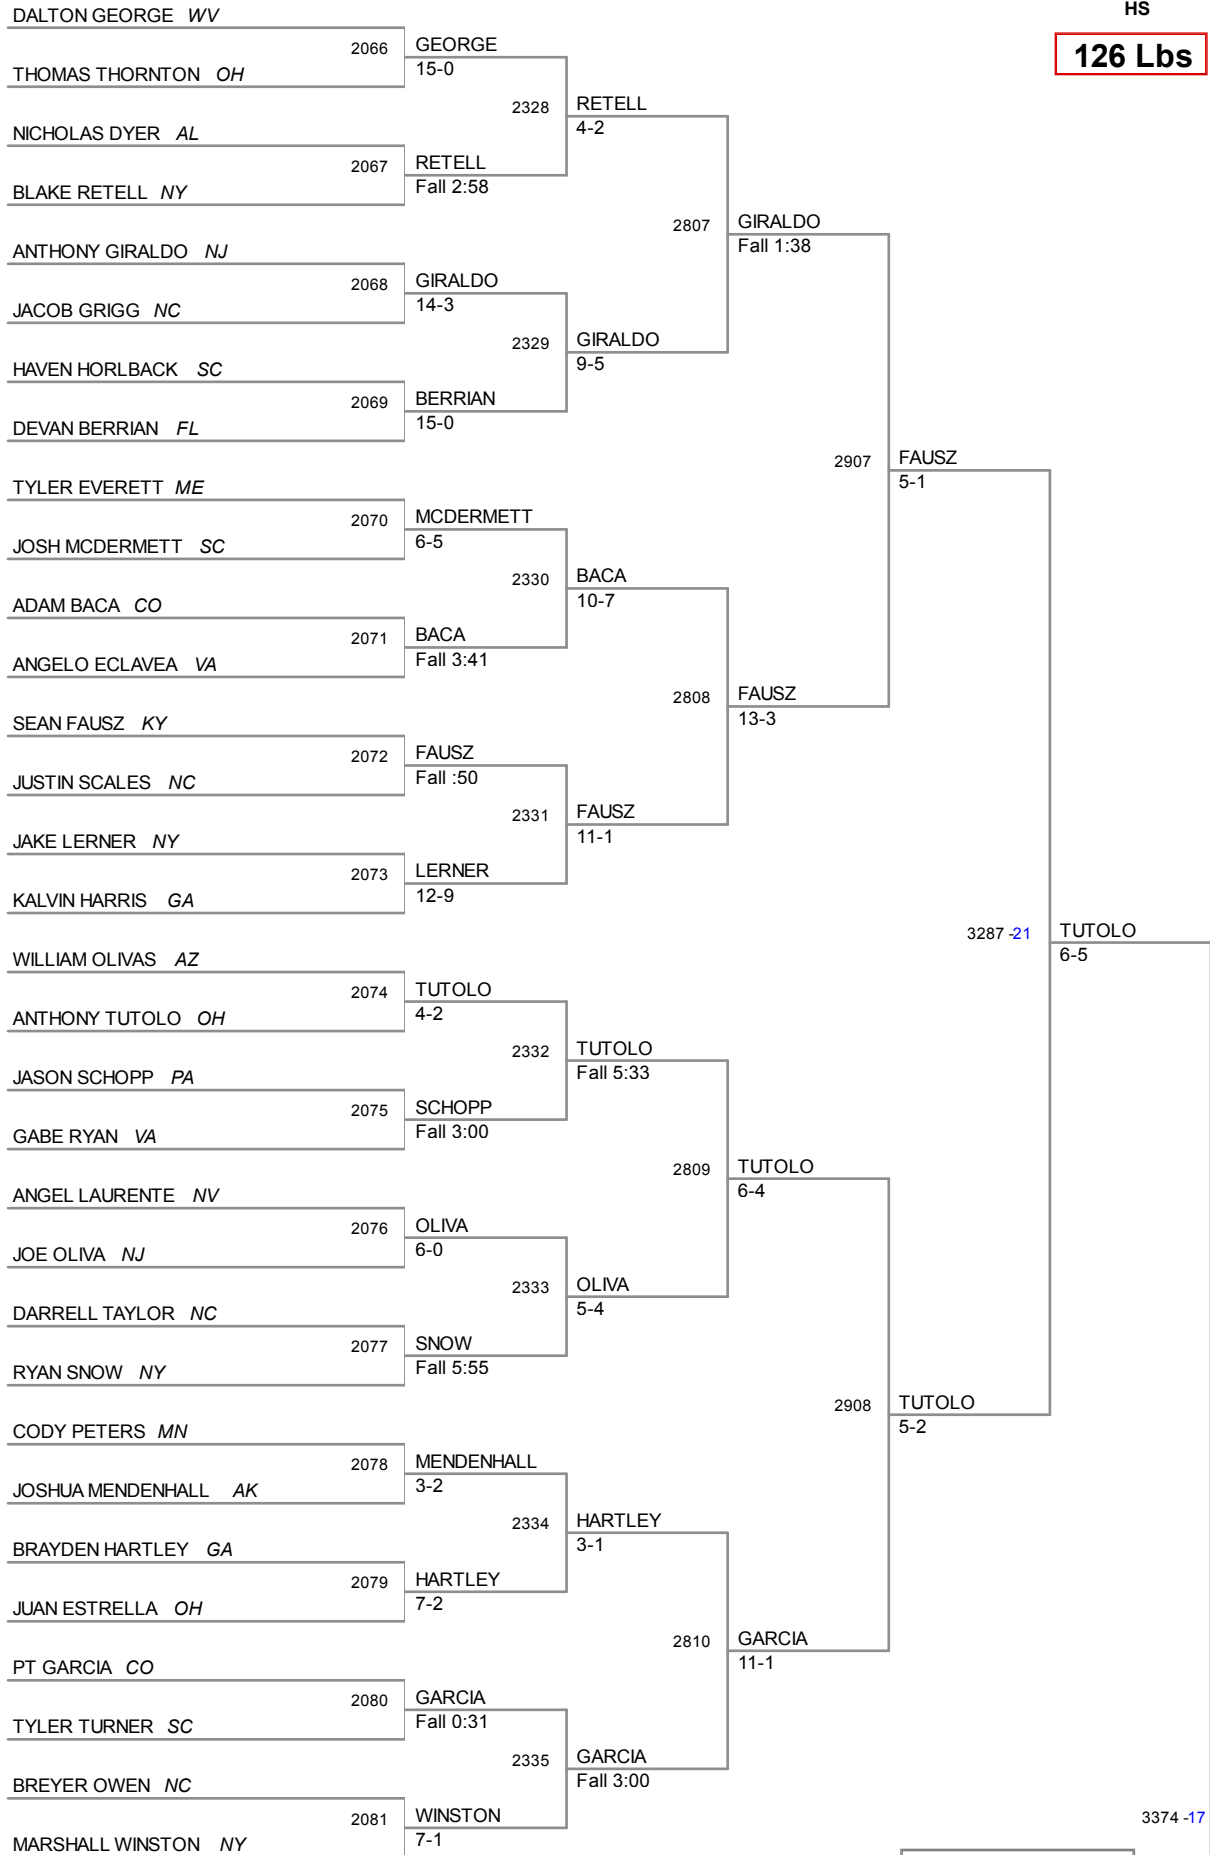 HS
126 Lbs
DALTON GEORGE WV
2066
GEORGE
15-0
THOMAS THORNTON OH
2328
RETELL
4-2
NICHOLAS DYER AL
2067
RETELL
Fall 2:58
BLAKE RETELL NY
2807
GIRALDO
Fall 1:38
ANTHONY GIRALDO NJ
2068
GIRALDO
14-3
JACOB GRIGG NC
2329
GIRALDO
9-5
HAVEN HORLBACK SC
2069
BERRIAN
15-0
DEVAN BERRIAN FL
2907
FAUSZ
5-1
TYLER EVERETT ME
2070
MCDERMETT
6-5
JOSH MCDERMETT SC
2330
BACA
10-7
ADAM BACA CO
2071
BACA
Fall 3:41
ANGELO ECLAVEA VA
2808
FAUSZ
13-3
SEAN FAUSZ KY
2072
FAUSZ
Fall :50
JUSTIN SCALES NC
2331
FAUSZ
11-1
JAKE LERNER NY
2073
LERNER
12-9
KALVIN HARRIS GA
3287 -21
TUTOLO
6-5
WILLIAM OLIVAS AZ
2074
TUTOLO
4-2
ANTHONY TUTOLO OH
2332
TUTOLO
Fall 5:33
JASON SCHOPP PA
2075
SCHOPP
Fall 3:00
GABE RYAN VA
2809
TUTOLO
6-4
ANGEL LAURENTE NV
2076
OLIVA
6-0
JOE OLIVA NJ
2333
OLIVA
5-4
DARRELL TAYLOR NC
2077
SNOW
Fall 5:55
RYAN SNOW NY
2908
TUTOLO
5-2
CODY PETERS MN
2078
MENDENHALL
3-2
JOSHUA MENDENHALL AK
2334
HARTLEY
3-1
BRAYDEN HARTLEY GA
2079
HARTLEY
7-2
JUAN ESTRELLA OH
2810
GARCIA
11-1
PT GARCIA CO
2080
GARCIA
Fall 0:31
TYLER TURNER SC
2335
GARCIA
Fall 3:00
BREYER OWEN NC
2081
WINSTON
7-1
MARSHALL WINSTON NY
3374 -17